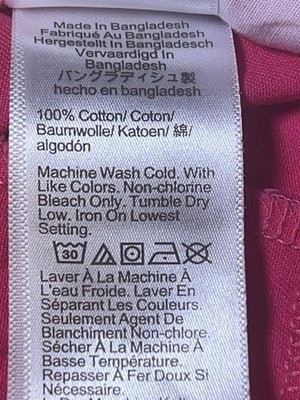 Made In Bangladesh
Fabriqué Au Bangladesh
Hergestellt In Bangladesch
Vervaardigd In
Bangladesh
バングラディシュ製
hecho en bangladesh
100% Cotton/ Coton/
Baumwolle/ Katoen/ 綿/
algodón
Machine Wash Cold. With
Like Colors. Non-chlorine
Bleach Only. Tumble Dry
Low. Iron On Lowest
Setting.
30
Laver À La Machine À
L'eau Froide. Laver En
Séparant Les Couleurs.
Seulement Agent De
Blanchiment Non-chlore.
Sécher À La Machine À
Basse Température.
Repasser À Fer Doux Si
Nécessaire.